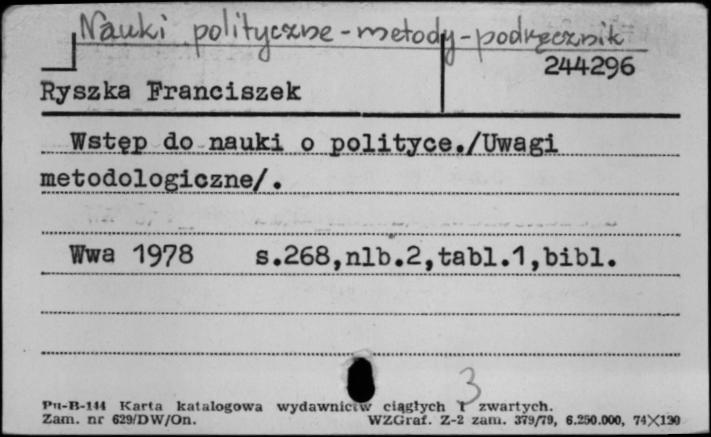 Nauki polityczne - metody - podręcznik
244296
Ryszka Franciszek
Wstęp do nauki o polityce./Uwagi
metodologiczne/.
Wwa 1978 s.268,nlb.2,tabl.1,bibl.
3
Pu-B-144 Karta katalogowa wydawnictw ciągłych i zwartych.
Zam. nr 629/DW/On. WZGraf. Z-2 zam. 379/79, 6.250.000, 74×130